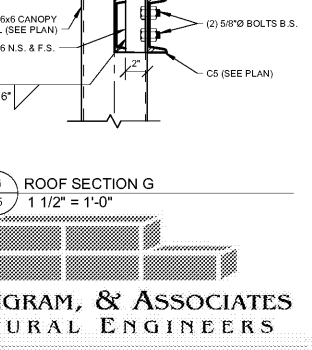 6x6 CANOPY
(SEE PLAN)
(2) 5/8"Ø BOLTS B.S.
6 N.S. & F.S.
2"
C5 (SEE PLAN)
6"
ROOF SECTION G
1 1/2" = 1'-0"
GRAM, & ASSOCIATES
URAL ENGINEERS